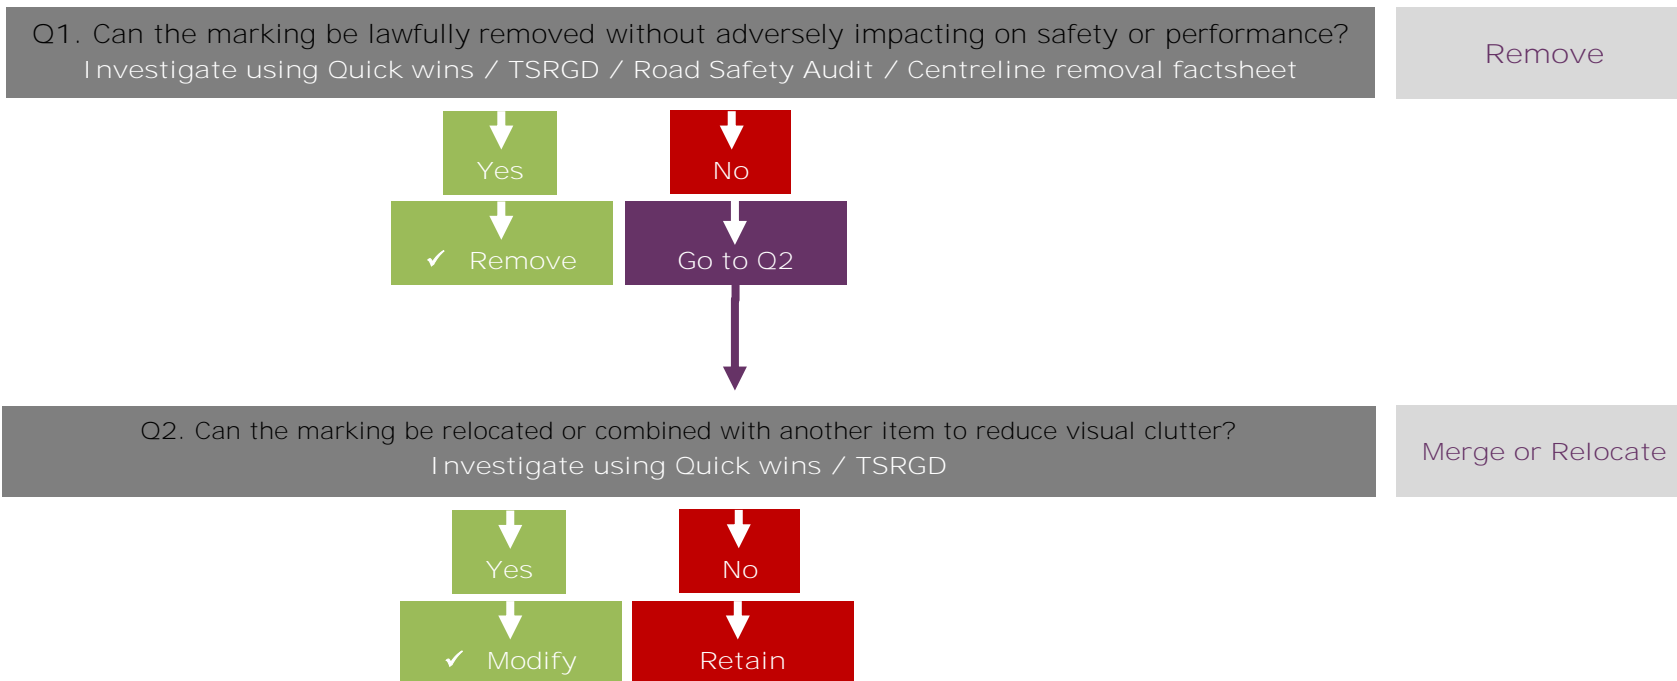 Q1. Can the marking be lawfully removed without adversely impacting on safety or performance?
Investigate using Quick wins / TSRGD / Road Safety Audit / Centreline removal factsheet
Remove
Yes
No
✓ Remove
Go to Q2
Q2. Can the marking be relocated or combined with another item to reduce visual clutter?
Investigate using Quick wins / TSRGD
Merge or Relocate
Yes
No
✓ Modify
Retain